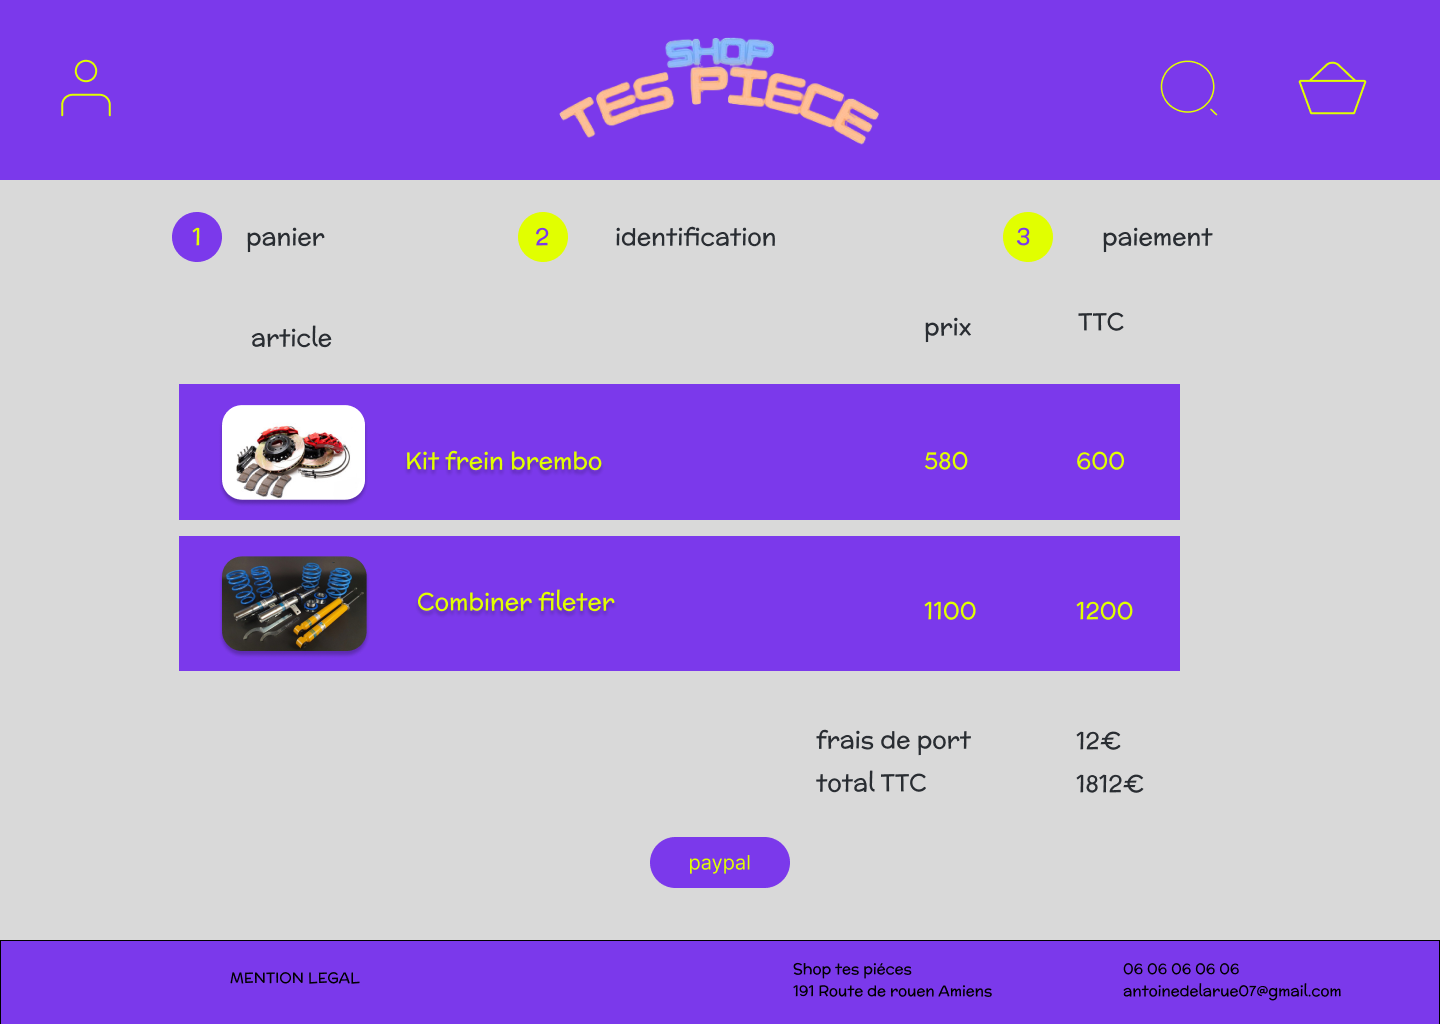 SHOP
TES PIECE
1 panier 2 identification 3 paiement
article prix TTC
Kit frein brembo 580 600
Combiner fileter 1100 1200
frais de port 12€
total TTC 1812€
paypal
MENTION LEGAL
Shop tes piéces
191 Route de rouen Amiens
06 06 06 06 06
antoinedelarue07@gmail.com